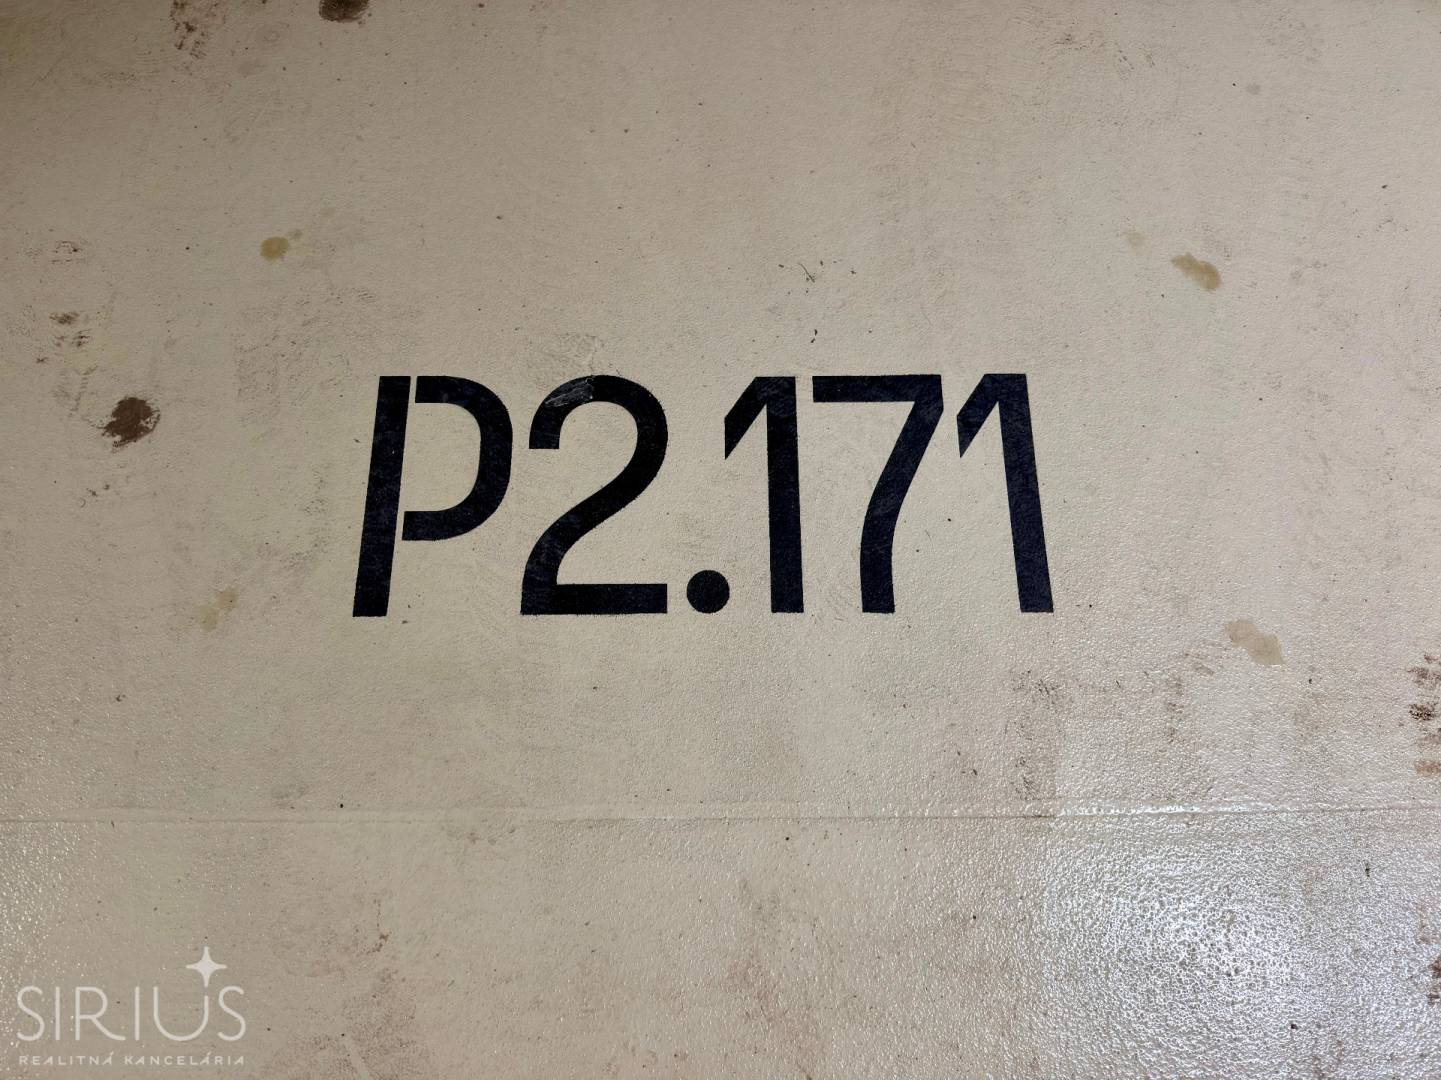 P2.171
SIRIUS
REALITNÁ KANCELÁRIA